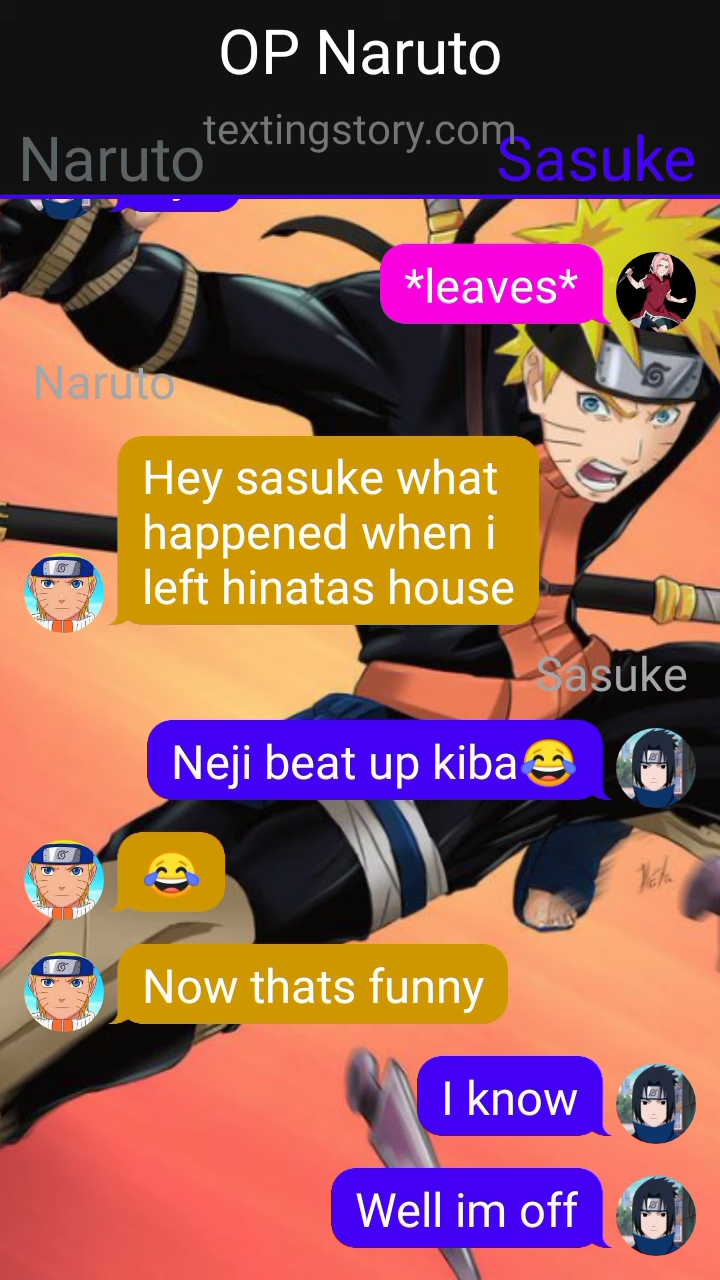 OP Naruto
textingstory.com
Naruto
Sasuke
*leaves*
Naruto
Hey sasuke what
happened when i
left hinatas house
Sasuke
Neji beat up kiba😂
😂
Now thats funny
I know
Well im off